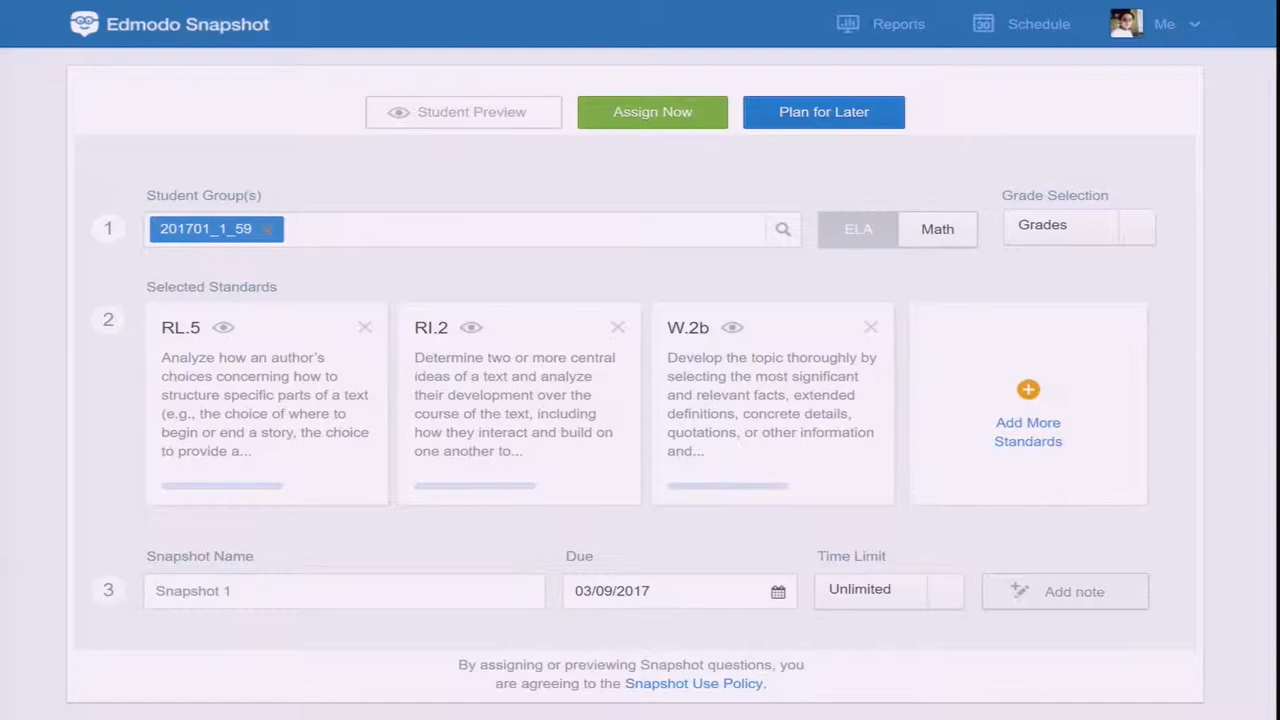 Edmodo Snapshot
Reports
30
Schedule
Me
Student Preview
Assign Now
Plan for Later
Student Group(s)
Grade Selection
1
201701_1_59
ELA
Math
Grades
Selected Standards
2
RL.5
Analyze how an author's
choices concerning how to
structure specific parts of a text
(e.g., the choice of where to
begin or end a story, the choice
to provide a...
RI.2
Determine two or more central
ideas of a text and analyze
their development over the
course of the text, including
how they interact and build on
one another to...
W.2b
Develop the topic thoroughly by
selecting the most significant
and relevant facts, extended
definitions, concrete details,
quotations, or other information
and...
Add More
Standards
Snapshot Name
Due
Time Limit
3
Snapshot 1
03/09/2017
Unlimited
Add note
By assigning or previewing Snapshot questions, you
are agreeing to the Snapshot Use Policy.